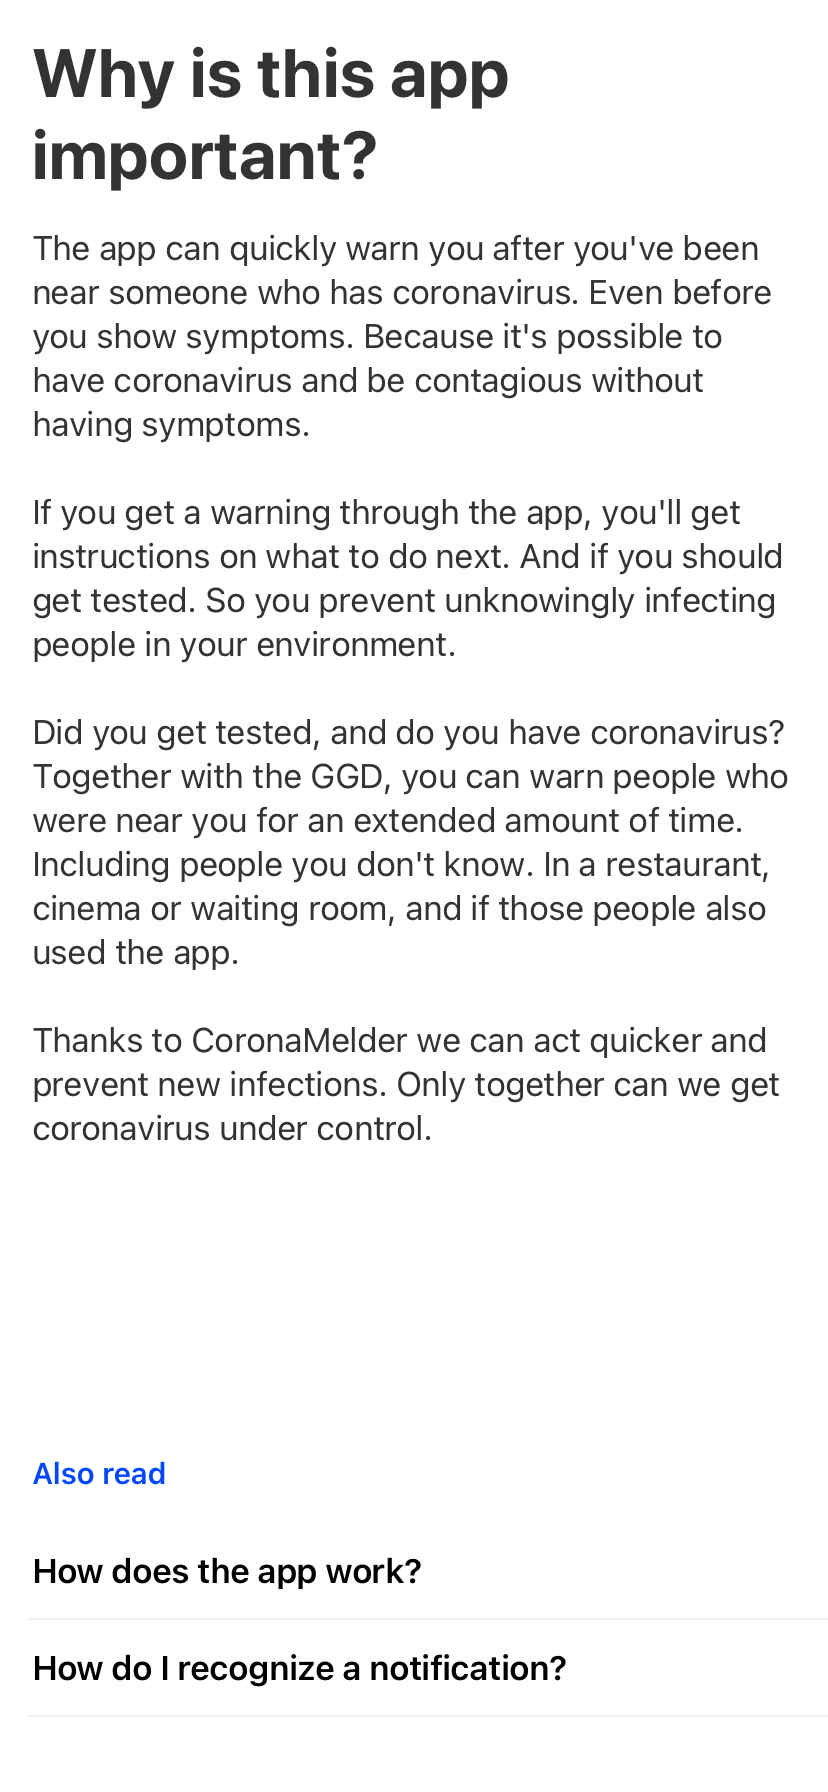 Why is this app
important?
The app can quickly warn you after you've been
near someone who has coronavirus. Even before
you show symptoms. Because it's possible to
have coronavirus and be contagious without
having symptoms.
If you get a warning through the app, you'll get
instructions on what to do next. And if you should
get tested. So you prevent unknowingly infecting
people in your environment.
Did you get tested, and do you have coronavirus?
Together with the GGD, you can warn people who
were near you for an extended amount of time.
Including people you don't know. In a restaurant,
cinema or waiting room, and if those people also
used the app.
Thanks to CoronaMelder we can act quicker and
prevent new infections. Only together can we get
coronavirus under control.
Also read
How does the app work?
How do I recognize a notification?